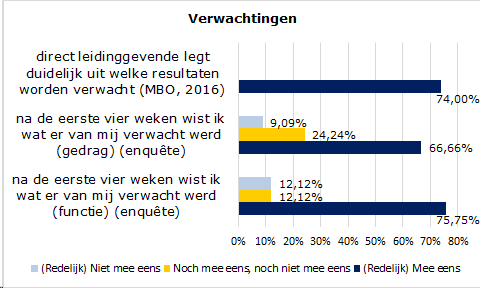 Verwachtingen
direct leidinggevende legt
duidelijk uit welke resultaten
worden verwacht (MBO, 2016)
74,00%
na de eerste vier weken wist ik
wat er van mij verwacht werd
(gedrag) (enquête)
9,09%
24,24%
66,66%
na de eerste vier weken wist ik
wat er van mij verwacht werd
(functie) (enquête)
12,12%
12,12%
75,75%
0% 10% 20% 30% 40% 50% 60% 70% 80%
(Redelijk) Niet mee eens Noch mee eens, noch niet mee eens (Redelijk) Mee eens